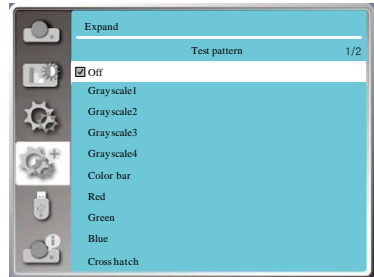 Expand
Test pattern 1/2
Off
Grayscale1
Grayscale2
Grayscale3
Grayscale4
Color bar
Red
Green
Blue
Cross hatch